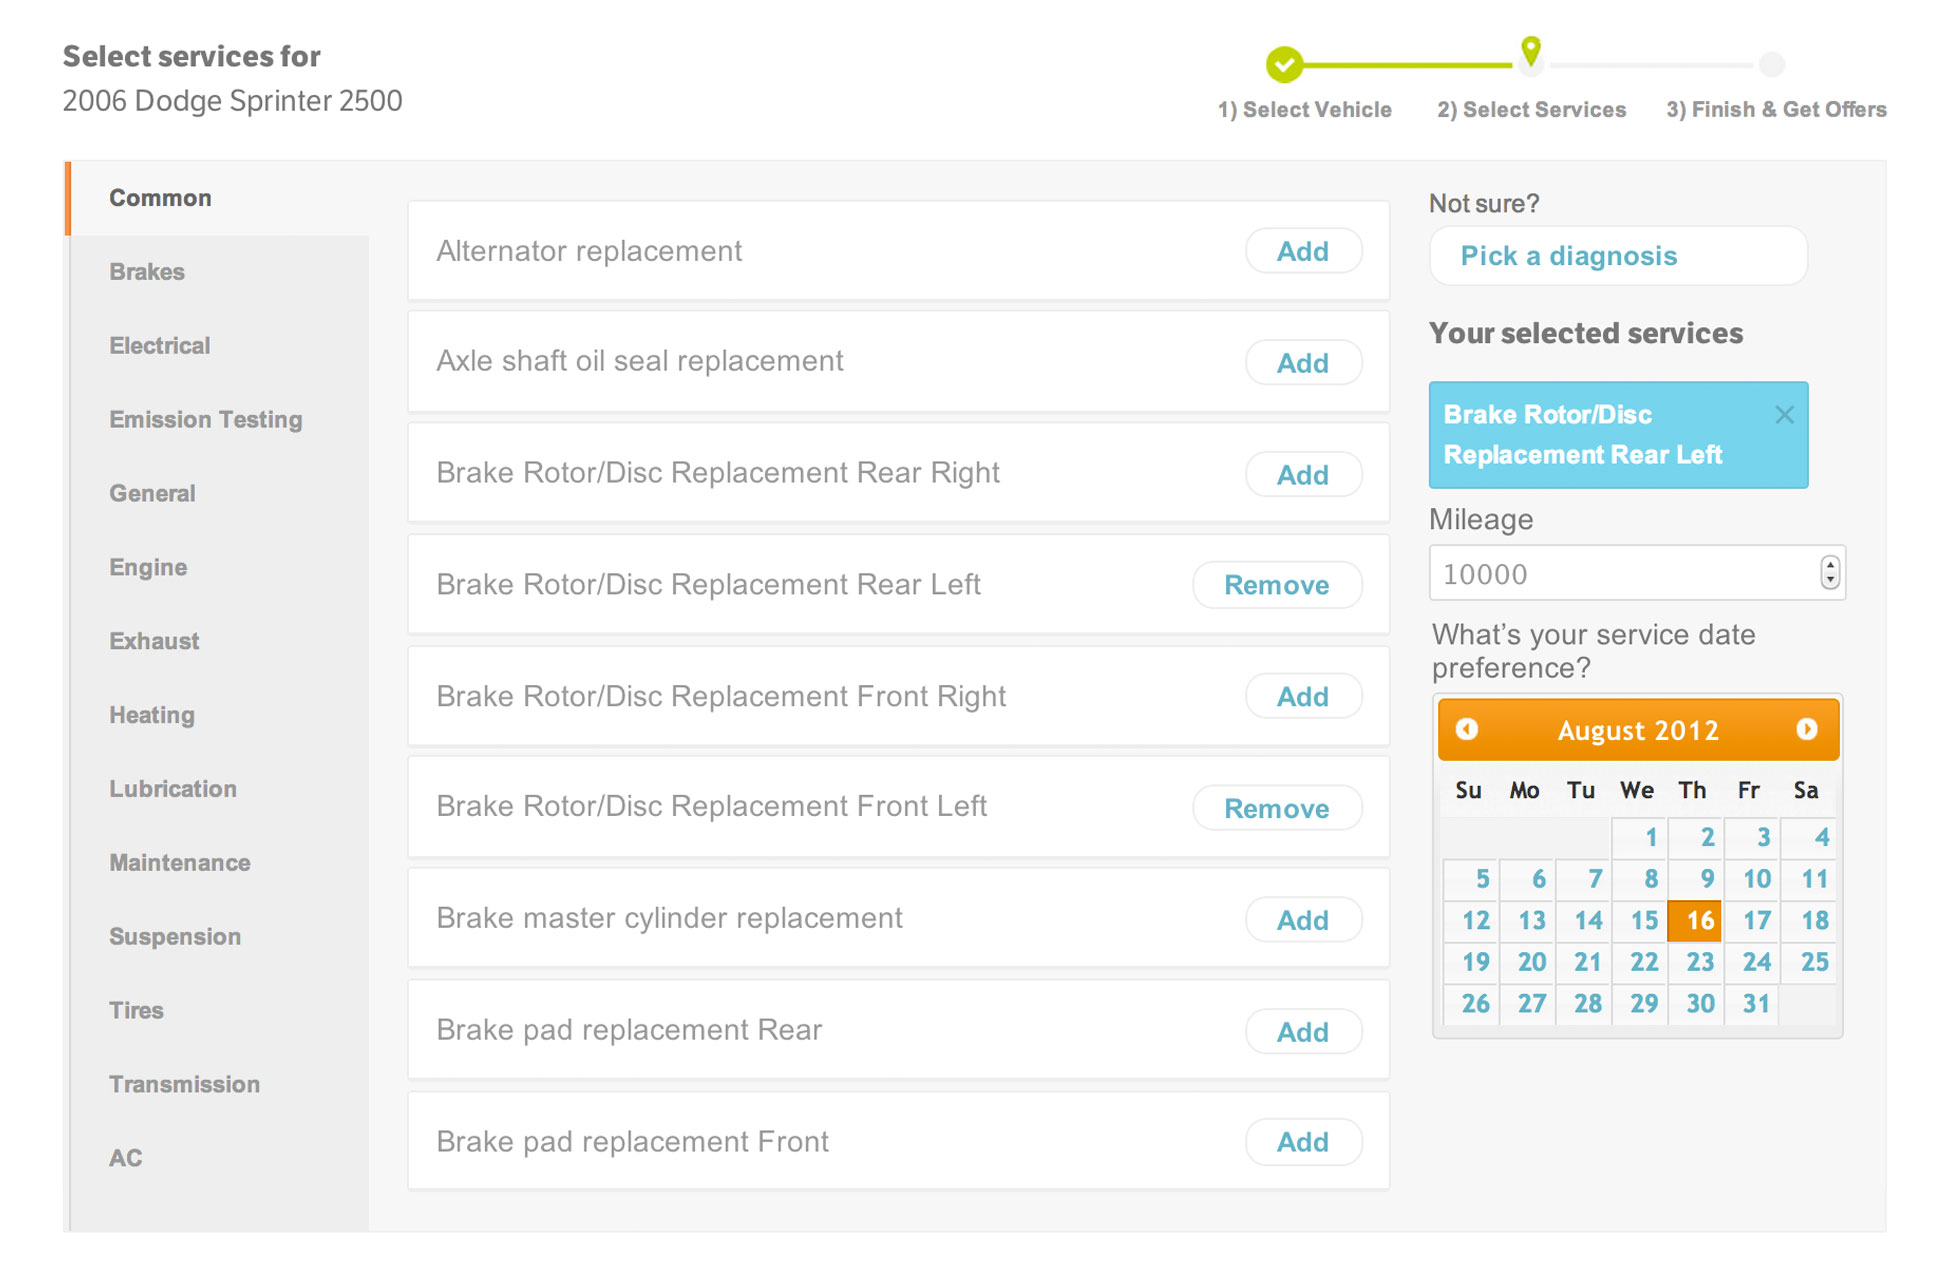 Select services for
2006 Dodge Sprinter 2500
1) Select Vehicle
2) Select Services
3) Finish & Get Offers
Common
Brakes
Electrical
Emission Testing
General
Engine
Exhaust
Heating
Lubrication
Maintenance
Suspension
Tires
Transmission
AC
Alternator replacement Add
Axle shaft oil seal replacement Add
Brake Rotor/Disc Replacement Rear Right Add
Brake Rotor/Disc Replacement Rear Left Remove
Brake Rotor/Disc Replacement Front Right Add
Brake Rotor/Disc Replacement Front Left Remove
Brake master cylinder replacement Add
Brake pad replacement Rear Add
Brake pad replacement Front Add
Not sure?
Pick a diagnosis
Your selected services
Brake Rotor/Disc
Replacement Rear Left
Mileage
10000
What’s your service date
preference?
August 2012
Su Mo Tu We Th Fr Sa
1 2 3 4
5 6 7 8 9 10 11
12 13 14 15 16 17 18
19 20 21 22 23 24 25
26 27 28 29 30 31